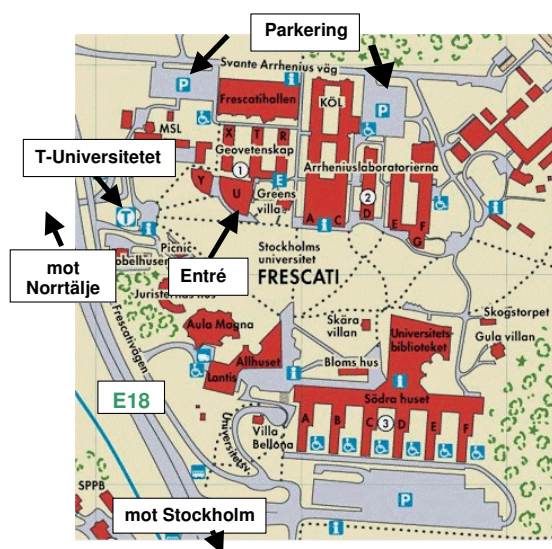 Parkering
Svante Arrhenius väg
P
Frescatihallen
KÖL
P
MSL
X T R
Geovetenskap
Arrheniuslaboratorierna
T-Universitetet
1
E
Y
U
Greens
villa
2
T
A C
D
E F
G
mot
Norrtälje
Picnic
Nobelhuset
Entré
Stockholms
universitet
FRESCATI
Juristernas hus
Aula Magna
Skära
villan
Universitets-
biblioteket
Skogstorpet
Gula villan
Allhuset
Lantis
Bloms hus
Frescativägen
E18
Södra huset
A B C 3 D E F
Universitetsv.
Villa
Bellona
SPPB
P
mot Stockholm